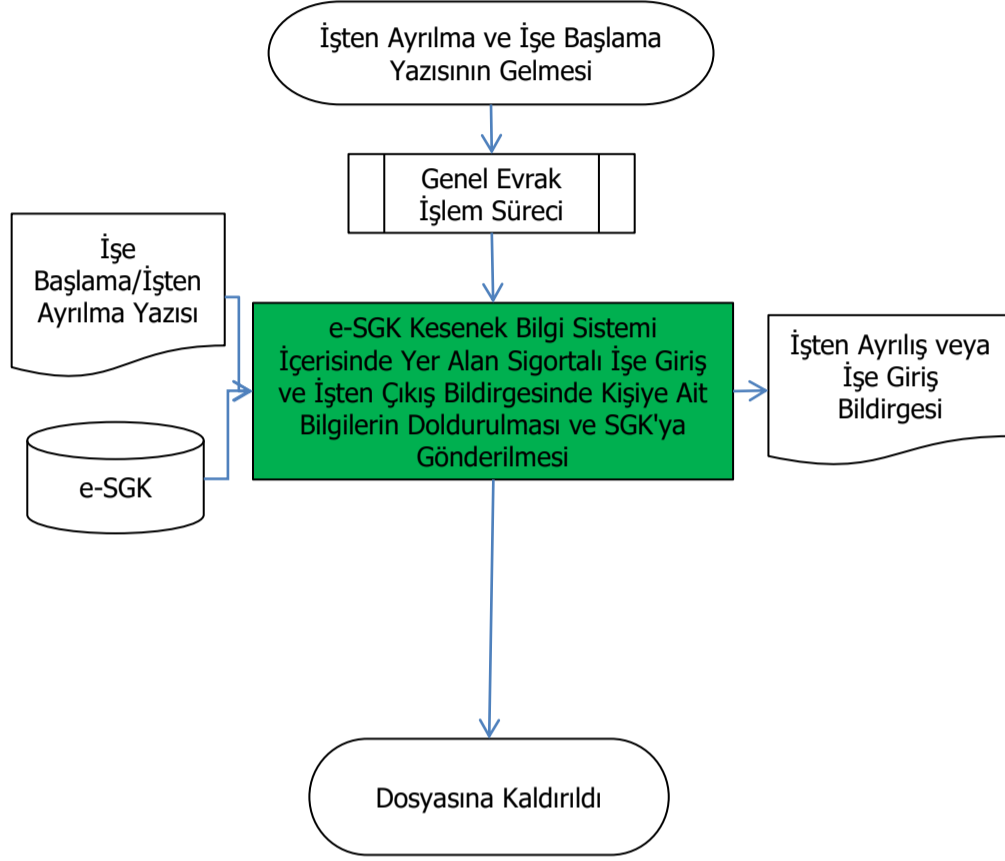 İşten Ayrılma ve İşe Başlama
Yazısının Gelmesi
Genel Evrak
İşlem Süreci
İşe
Başlama/İşten
Ayrılma Yazısı
e-SGK Kesenek Bilgi Sistemi
İçerisinde Yer Alan Sigortalı İşe Giriş
ve İşten Çıkış Bildirgesinde Kişiye Ait
Bilgilerin Doldurulması ve SGK'ya
Gönderilmesi
İşten Ayrılış veya
İşe Giriş
Bildirgesi
e-SGK
Dosyasına Kaldırıldı